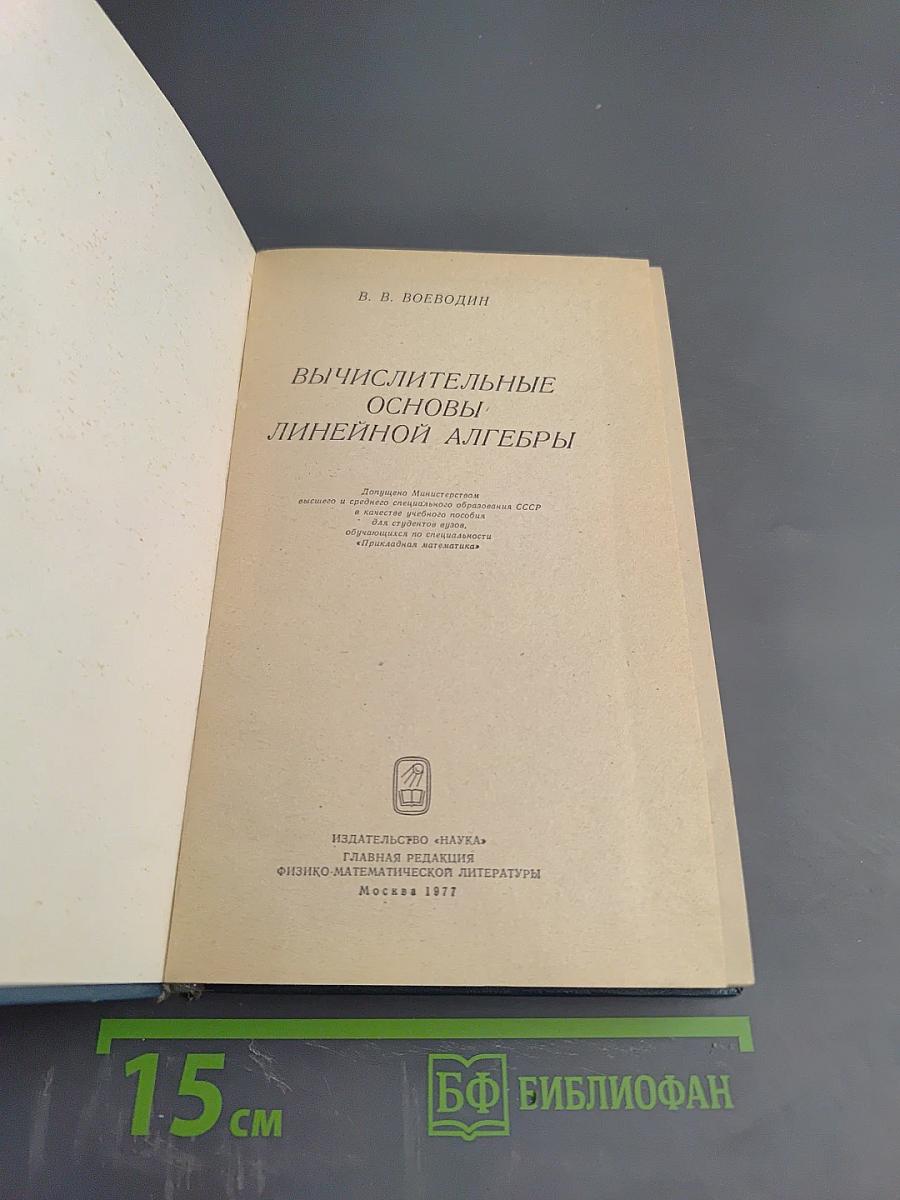 В. В. ВОЕВОДИН
ВЫЧИСЛИТЕЛЬНЫЕ
ОСНОВЫ
ЛИНЕЙНОЙ АЛГЕБРЫ
Допущено Министерством
высшего и среднего специального образования СССР
в качестве учебного пособия
для студентов вузов,
обучающихся по специальности
«Прикладная математика»
ИЗДАТЕЛЬСТВО «НАУКА»
ГЛАВНАЯ РЕДАКЦИЯ
ФИЗИКО-МАТЕМАТИЧЕСКОЙ ЛИТЕРАТУРЫ
Москва 1977
15 см
БФ БИБЛИОФАН